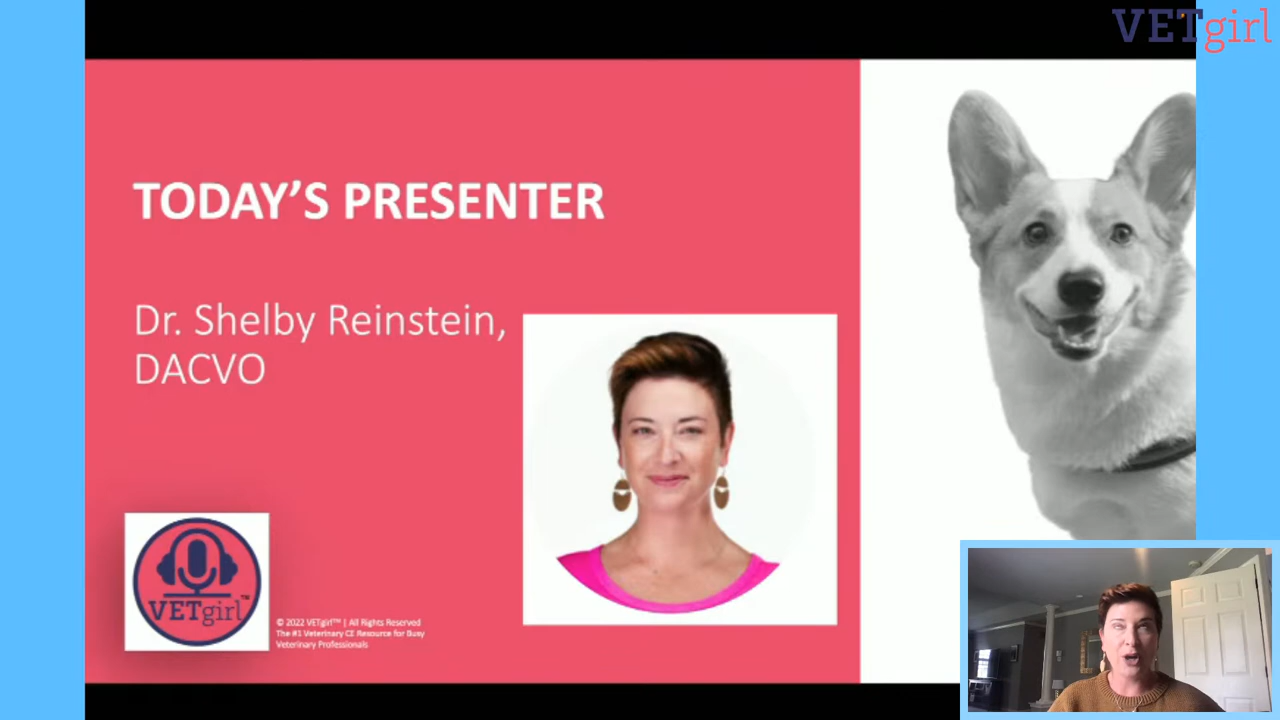 VETgirl
TODAY'S PRESENTER
Dr. Shelby Reinstein,
DACVO
VETgirl™
© 2022 VETgirl™ | All Rights Reserved
The #1 Veterinary CE Resource for Busy
Veterinary Professionals